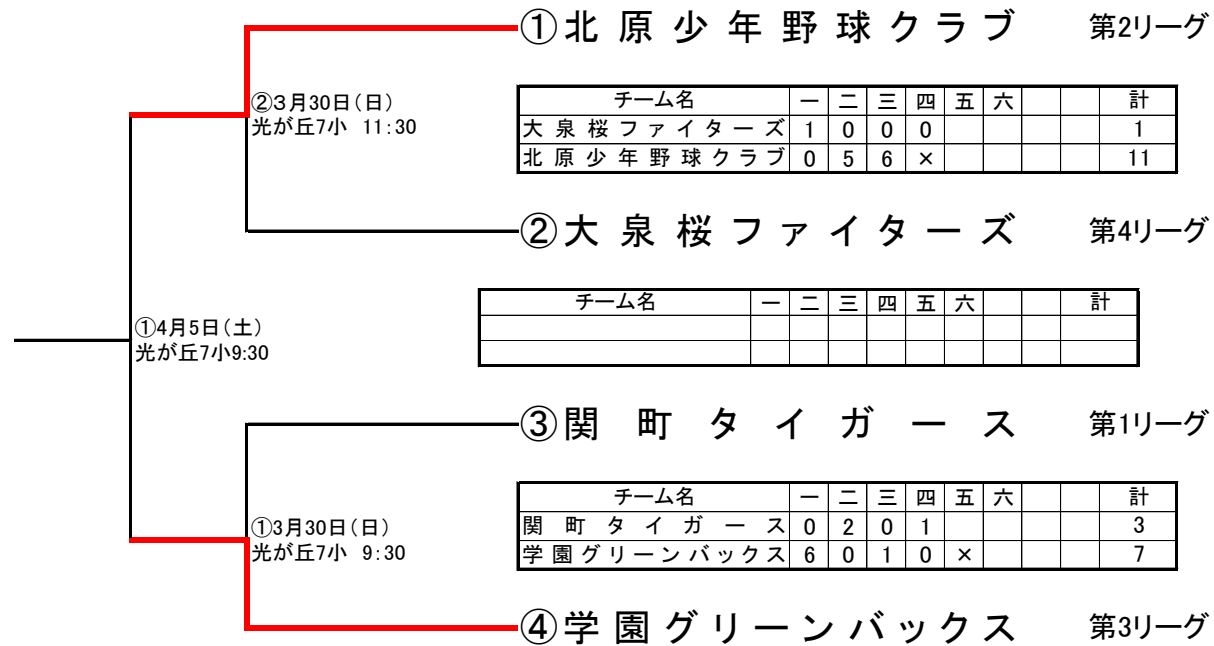 ①北原少年野球クラブ 第2リーグ
②3月30日(日)
光が丘7小 11:30
チーム名 一 二 三 四 五 六 計
大泉桜ファイターズ 1 0 0 0 1
北原少年野球クラブ 0 5 6 × 11
②大泉桜ファイターズ 第4リーグ
チーム名 一 二 三 四 五 六 計
①4月5日(土)
光が丘7小9:30
③関町タイガース 第1リーグ
チーム名 一 二 三 四 五 六 計
関町タイガース 0 2 0 1 3
学園グリーンバックス 6 0 1 0 × 7
①3月30日(日)
光が丘7小 9:30
④学園グリーンバックス 第3リーグ